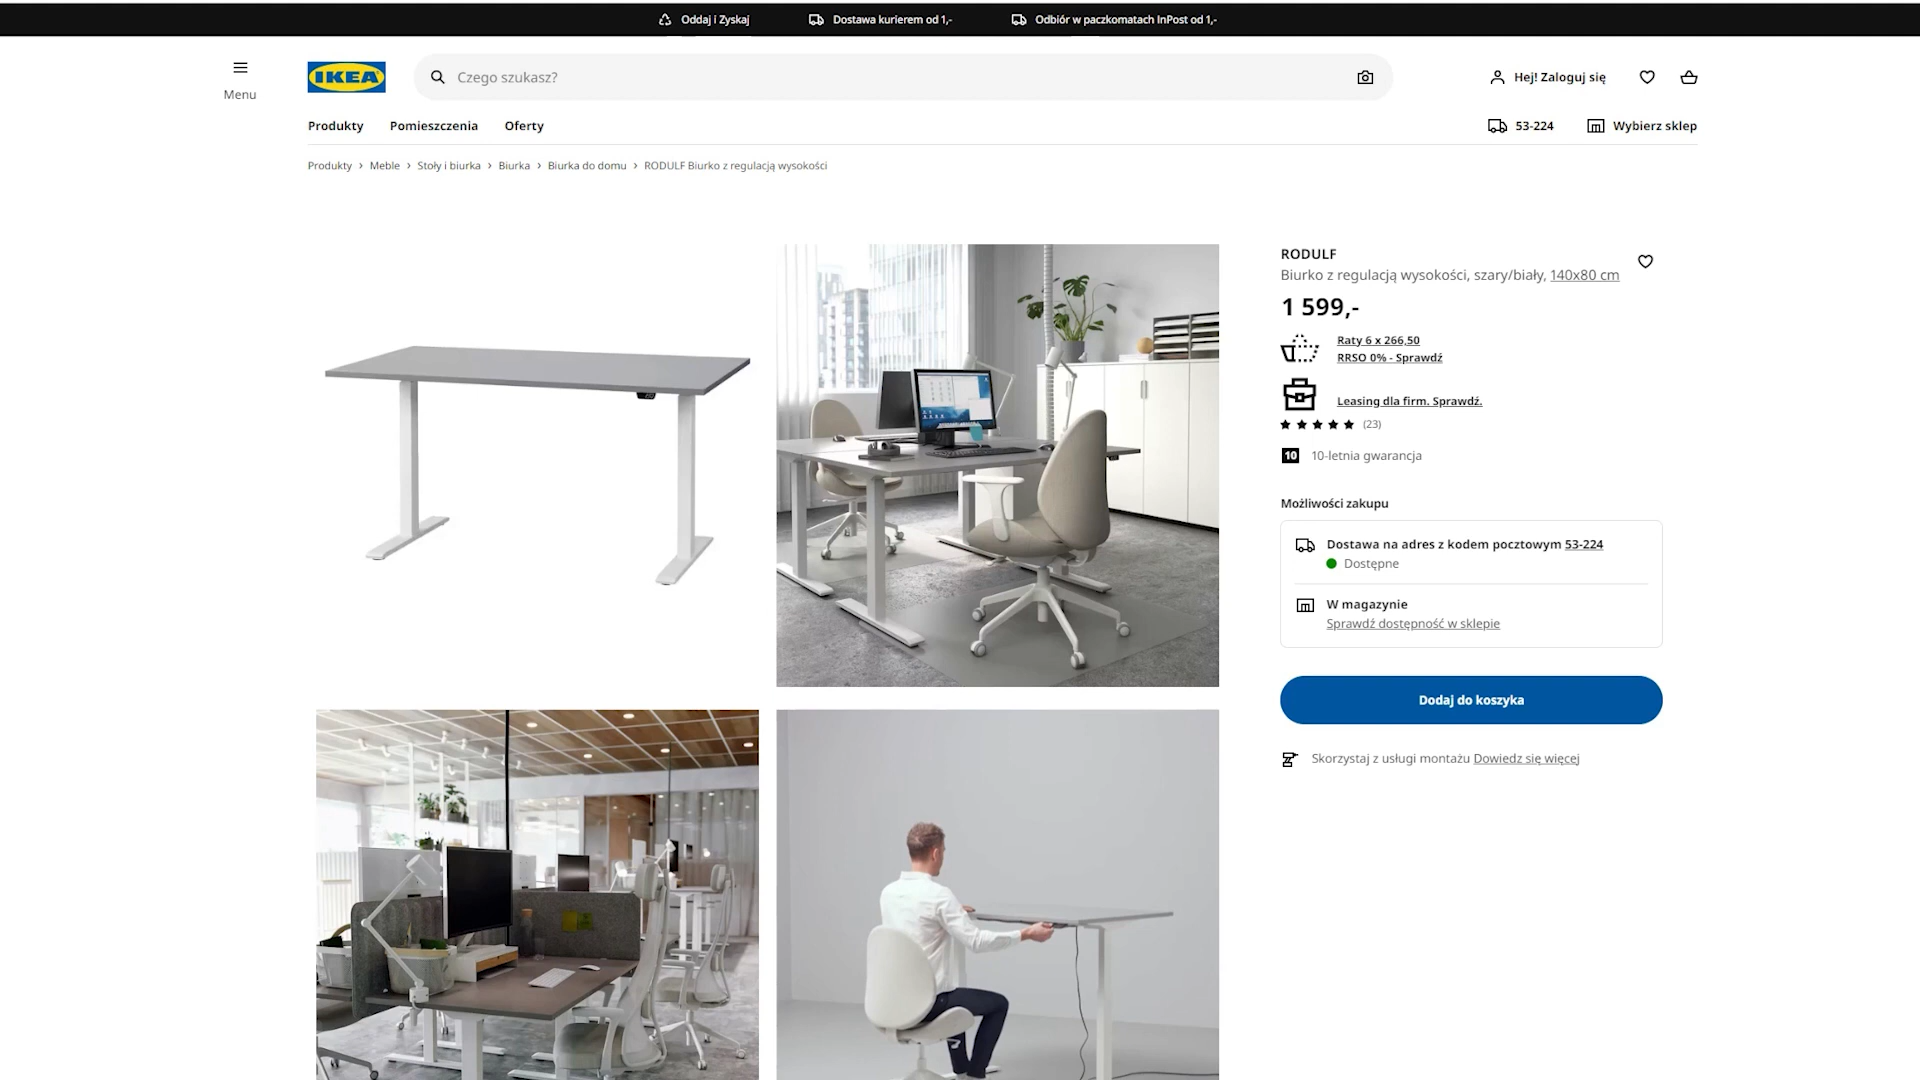 Oddaj i Zyskaj
Dostawa kurierem od 1,-
Odbiór w paczkomatach InPost od 1,-
Menu
IKEA
Czego szukasz?
Hej! Zaloguj się
Produkty
Pomieszczenia
Oferty
53-224
Wybierz sklep
Produkty › Meble › Stoły i biurka › Biurka › Biurka do domu › RODULF Biurko z regulacją wysokości
RODULF
Biurko z regulacją wysokości, szary/biały, 140x80 cm
1 599,-
Raty 6 x 266,50
RRSO 0% - Sprawdź
Leasing dla firm. Sprawdź.
(23)
10 10-letnia gwarancja
Możliwości zakupu
Dostawa na adres z kodem pocztowym 53-224
Dostępne
W magazynie
Sprawdź dostępność w sklepie
Dodaj do koszyka
Skorzystaj z usługi montażu Dowiedz się więcej